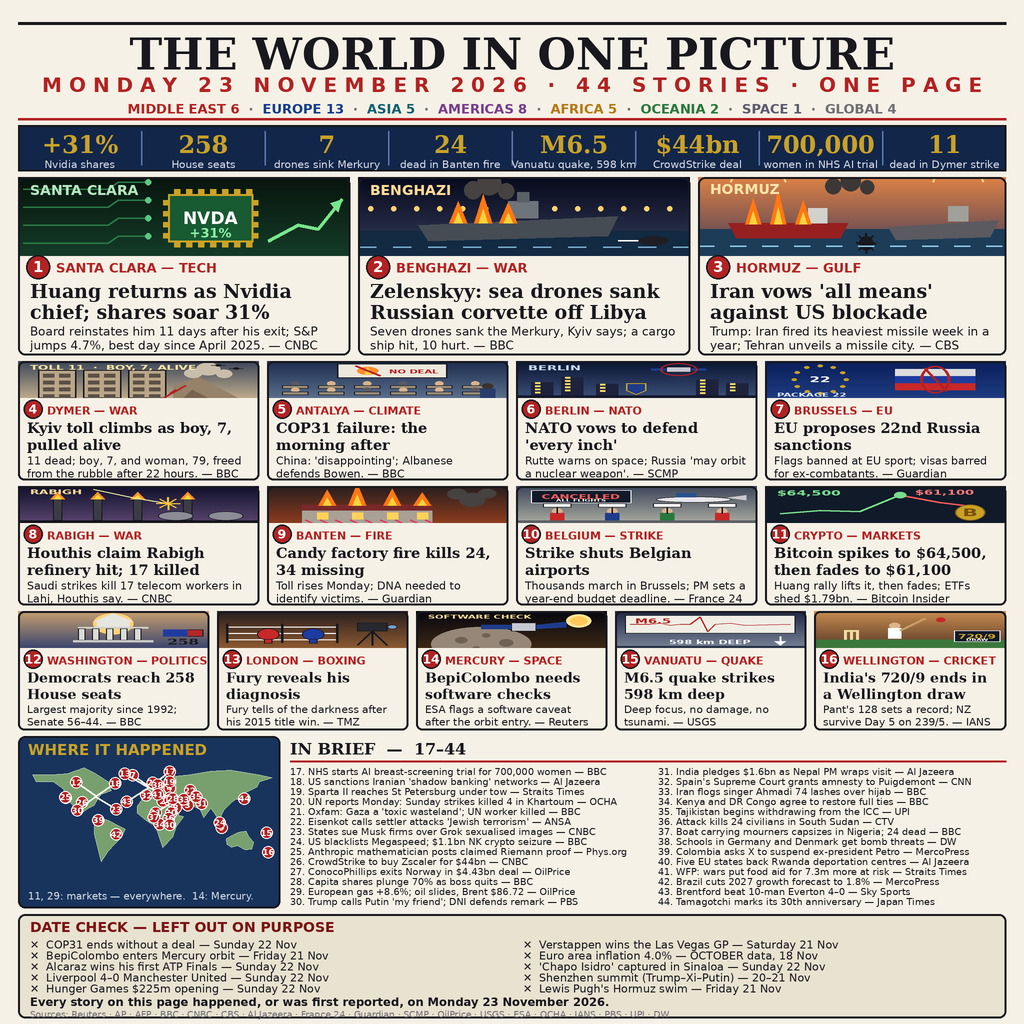 THE WORLD IN ONE PICTURE
MONDAY 23 NOVEMBER 2026 · 44 STORIES · ONE PAGE
MIDDLE EAST 6 · EUROPE 13 · ASIA 5 · AMERICAS 8 · AFRICA 5 · OCEANIA 2 · SPACE 1 · GLOBAL 4
+31%
Nvidia shares
258
House seats
7
drones sink Merkury
24
dead in Banten fire
M6.5
Vanuatu quake, 598 km
$44bn
CrowdStrike deal
700,000
women in NHS AI trial
11
dead in Dymer strike
SANTA CLARA
NVDA
+31%
1 SANTA CLARA — TECH
Huang returns as Nvidia
chief; shares soar 31%
Board reinstates him 11 days after his exit; S&P
jumps 4.7%, best day since April 2025. — CNBC
BENGHAZI
2 BENGHAZI — WAR
Zelenskyy: sea drones sank
Russian corvette off Libya
Seven drones sank the Merkury, Kyiv says; a cargo
ship hit, 10 hurt. — BBC
HORMUZ
3 HORMUZ — GULF
Iran vows 'all means'
against US blockade
Trump: Iran fired its heaviest missile week in a
year; Tehran unveils a missile city. — CBS
TOLL 11 · BOY, 7, ALIVE
4 DYMER — WAR
Kyiv toll climbs as boy, 7,
pulled alive
11 dead; boy, 7, and woman, 79, freed
from the rubble after 22 hours. — BBC
NO DEAL
5 ANTALYA — CLIMATE
COP31 failure: the
morning after
China: 'disappointing'; Albanese
defends Bowen. — BBC
BERLIN
6 BERLIN — NATO
NATO vows to defend
'every inch'
Rutte warns on space; Russia 'may orbit
a nuclear weapon'. — SCMP
22
PACKAGE 22
7 BRUSSELS — EU
EU proposes 22nd Russia
sanctions
Flags banned at EU sport; visas barred
for ex-combatants. — Guardian
RABIGH
8 RABIGH — WAR
Houthis claim Rabigh
refinery hit; 17 killed
Saudi strikes kill 17 telecom workers in
Lahj, Houthis say. — CNBC
9 BANTEN — FIRE
Candy factory fire kills 24,
34 missing
Toll rises Monday; DNA needed to
identify victims. — Guardian
CANCELLED
ALL FLIGHTS
10 BELGIUM — STRIKE
Strike shuts Belgian
airports
Thousands march in Brussels; PM sets a
year-end budget deadline. — France 24
$64,500
$61,100
B
11 CRYPTO — MARKETS
Bitcoin spikes to $64,500,
then fades to $61,100
Huang rally lifts it, then fades; ETFs
shed $1.79bn. — Bitcoin Insider
258
12 WASHINGTON — POLITICS
Democrats reach 258
House seats
Largest majority since 1992;
Senate 56–44. — BBC
13 LONDON — BOXING
Fury reveals his
diagnosis
Fury tells of the darkness after
his 2015 title win. — TMZ
SOFTWARE CHECK
14 MERCURY — SPACE
BepiColombo needs
software checks
ESA flags a software caveat
after the orbit entry. — Reuters
M6.5
598 km DEEP
15 VANUATU — QUAKE
M6.5 quake strikes
598 km deep
Deep focus, no damage, no
tsunami. — USGS
720/9
DRAW
16 WELLINGTON — CRICKET
India's 720/9 ends in
a Wellington draw
Pant's 128 sets a record; NZ
survive Day 5 on 239/5. — IANS
WHERE IT HAPPENED
11, 29: markets — everywhere. 14: Mercury.
IN BRIEF — 17–44
17. NHS starts AI breast-screening trial for 700,000 women — BBC
18. US sanctions Iranian 'shadow banking' networks — Al Jazeera
19. Sparta II reaches St Petersburg under tow — Straits Times
20. UN reports Monday: Sunday strikes killed 4 in Khartoum — OCHA
21. Oxfam: Gaza a 'toxic wasteland'; UN worker killed — BBC
22. Eisenkot calls settler attacks 'Jewish terrorism' — ANSA
23. States sue Musk firms over Grok sexualised images — CNBC
24. US blacklists Megaspeed; $1.1bn NK crypto seizure — BBC
25. Anthropic mathematician posts claimed Riemann proof — Phys.org
26. CrowdStrike to buy Zscaler for $44bn — CNBC
27. ConocoPhillips exits Norway in $4.43bn deal — OilPrice
28. Capita shares plunge 70% as boss quits — BBC
29. European gas +8.6%; oil slides, Brent $86.72 — OilPrice
30. Trump calls Putin 'my friend'; DNI defends remark — PBS
31. India pledges $1.6bn as Nepal PM wraps visit — Al Jazeera
32. Spain's Supreme Court grants amnesty to Puigdemont — CNN
33. Iran flogs singer Ahmadi 74 lashes over hijab — BBC
34. Kenya and DR Congo agree to restore full ties — BBC
35. Tajikistan begins withdrawing from the ICC — UPI
36. Attack kills 24 civilians in South Sudan — CTV
37. Boat carrying mourners capsizes in Nigeria; 24 dead — BBC
38. Schools in Germany and Denmark get bomb threats — DW
39. Colombia asks X to suspend ex-president Petro — MercoPress
40. Five EU states back Rwanda deportation centres — Al Jazeera
41. WFP: wars put food aid for 7.3m more at risk — Straits Times
42. Brazil cuts 2027 growth forecast to 1.8% — MercoPress
43. Brentford beat 10-man Everton 4–0 — Sky Sports
44. Tamagotchi marks its 30th anniversary — Japan Times
DATE CHECK — LEFT OUT ON PURPOSE
× COP31 ends without a deal — Sunday 22 Nov
× BepiColombo enters Mercury orbit — Friday 21 Nov
× Alcaraz wins his first ATP Finals — Sunday 22 Nov
× Liverpool 4–0 Manchester United — Sunday 22 Nov
× Hunger Games $225m opening — Sunday 22 Nov
× Verstappen wins the Las Vegas GP — Saturday 21 Nov
× Euro area inflation 4.0% — OCTOBER data, 18 Nov
× 'Chapo Isidro' captured in Sinaloa — Sunday 22 Nov
× Shenzhen summit (Trump–Xi–Putin) — 20–21 Nov
× Lewis Pugh's Hormuz swim — Friday 21 Nov
Every story on this page happened, or was first reported, on Monday 23 November 2026.
Sources: Reuters · AP · AFP · BBC · CNBC · CBS · Al Jazeera · France 24 · Guardian · SCMP · OilPrice · USGS · ESA · OCHA · IANS · PBS · UPI · DW